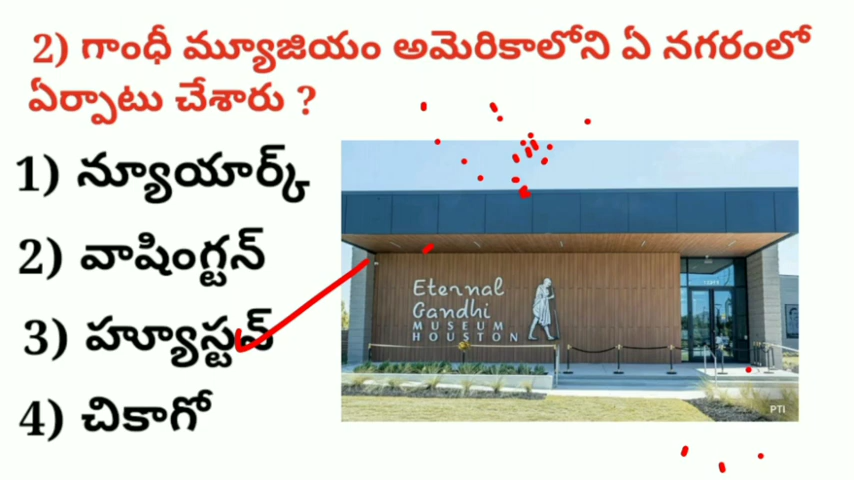 2) గాంధీ మ్యూజియం అమెరికాలోని ఏ నగరంలో
ఏర్పాటు చేశారు ?
1) న్యూయార్క్
2) వాషింగ్టన్
3) హ్యూస్టన్
4) చికాగో
Eternal
Gandhi
MUSEUM
HOUSTON
PTI